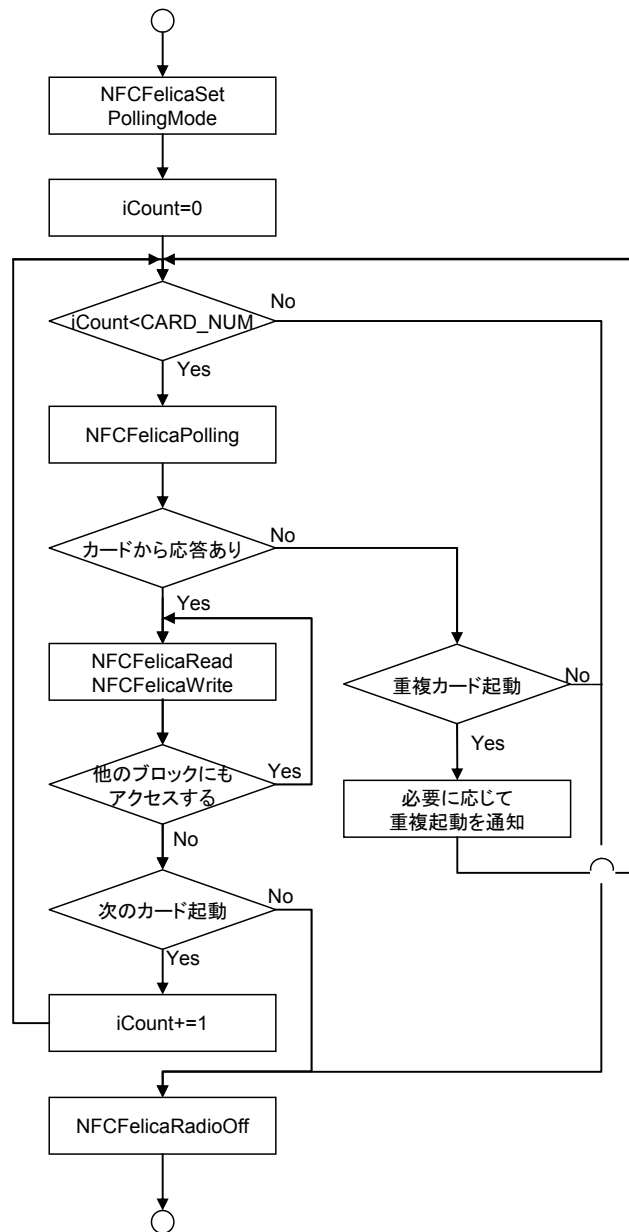 NFCFelicaSet
PollingMode
iCount=0
No
iCount<CARD_NUM
Yes
NFCFelicaPolling
No
カードから応答あり
Yes
NFCFelicaRead
NFCFelicaWrite
重複カード起動
No
Yes
他のブロックにも
アクセスする
Yes
必要に応じて
重複起動を通知
No
No
次のカード起動
Yes
iCount+=1
NFCFelicaRadioOff